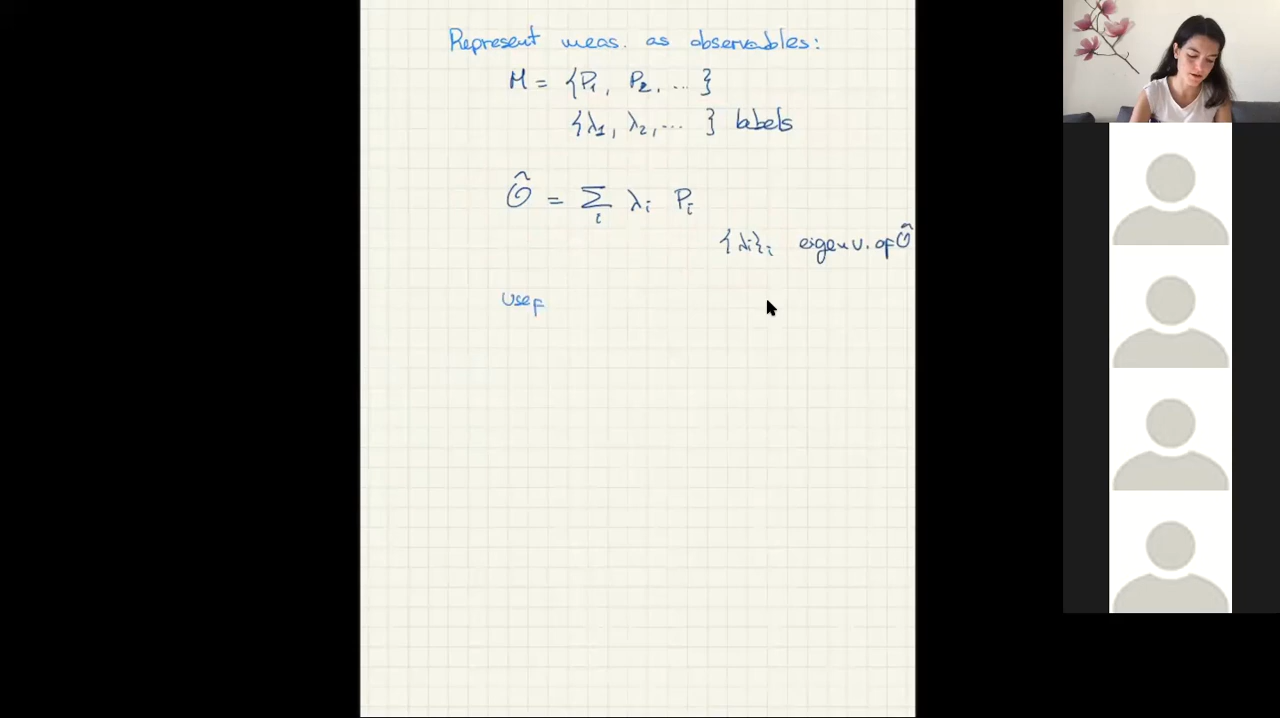 Represent meas. as observables:
M = {P₁, P₂, ... }
{λ₁, λ₂, ... } labels
Ô = Σᵢ λᵢ Pᵢ
{λᵢ}ᵢ eigenv. of Ô
usef